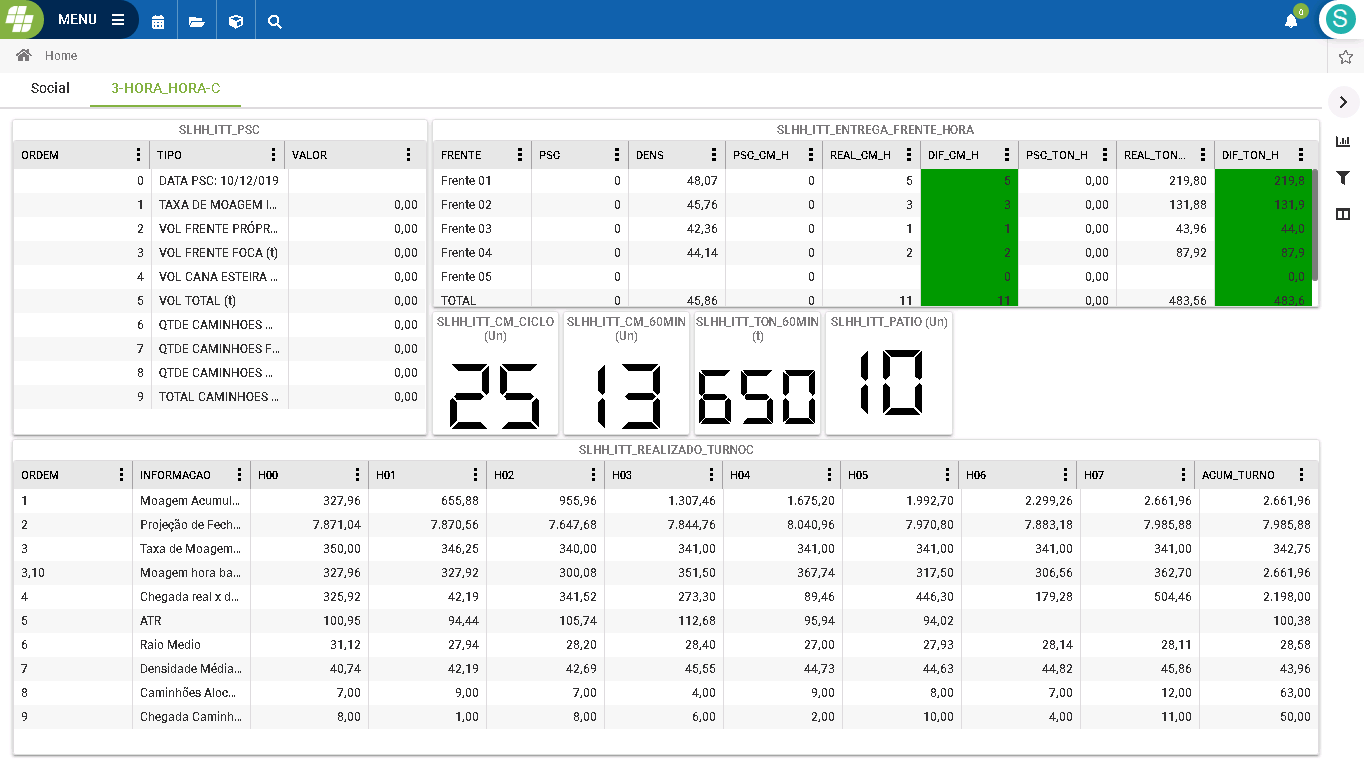 MENU
0
S
Home
Social 3-HORA_HORA-C
SLHH_ITT_PSC
ORDEM TIPO VALOR
0 DATA PSC: 10/12/019
1 TAXA DE MOAGEM I... 0,00
2 VOL FRENTE PRÓPR... 0,00
3 VOL FRENTE FOCA (t) 0,00
4 VOL CANA ESTEIRA ... 0,00
5 VOL TOTAL (t) 0,00
6 QTDE CAMINHOES ... 0,00
7 QTDE CAMINHOES F... 0,00
8 QTDE CAMINHOES ... 0,00
9 TOTAL CAMINHOES ... 0,00
SLHH_ITT_ENTREGA_FRENTE_HORA
FRENTE PSC DENS PSC_CM_H REAL_CM_H DIF_CM_H PSC_TON_H REAL_TON... DIF_TON_H
Frente 01 0 48,07 0 5 5 0,00 219,80 219,8
Frente 02 0 45,76 0 3 3 0,00 131,88 131,9
Frente 03 0 42,36 0 1 1 0,00 43,96 44,0
Frente 04 0 44,14 0 2 2 0,00 87,92 87,9
Frente 05 0 0 0 0,00 0,0
TOTAL 0 45,86 0 11 11 0,00 483,56 483,6
SLHH_ITT_CM_CICLO
(Un)
25
SLHH_ITT_CM_60MIN
(Un)
13
SLHH_ITT_TON_60MIN
(t)
650
SLHH_ITT_PATIO (Un)
10
SLHH_ITT_REALIZADO_TURNOC
ORDEM INFORMACAO H00 H01 H02 H03 H04 H05 H06 H07 ACUM_TURNO
1 Moagem Acumul... 327,96 655,88 955,96 1.307,46 1.675,20 1.992,70 2.299,26 2.661,96 2.661,96
2 Projeção de Fech... 7.871,04 7.870,56 7.647,68 7.844,76 8.040,96 7.970,80 7.883,18 7.985,88 7.985,88
3 Taxa de Moagem... 350,00 346,25 340,00 341,00 341,00 341,00 341,00 341,00 342,75
3,10 Moagem hora ba... 327,96 327,92 300,08 351,50 367,74 317,50 306,56 362,70 2.661,96
4 Chegada real x d... 325,92 42,19 341,52 273,30 89,46 446,30 179,28 504,46 2.198,00
5 ATR 100,95 94,44 105,74 112,68 95,94 94,02 100,38
6 Raio Medio 31,12 27,94 28,20 28,40 27,00 27,93 28,14 28,11 28,58
7 Densidade Média... 40,74 42,19 42,69 45,55 44,73 44,63 44,82 45,86 43,96
8 Caminhões Aloc... 7,00 9,00 7,00 4,00 9,00 8,00 7,00 12,00 63,00
9 Chegada Caminh... 8,00 1,00 8,00 6,00 2,00 10,00 4,00 11,00 50,00